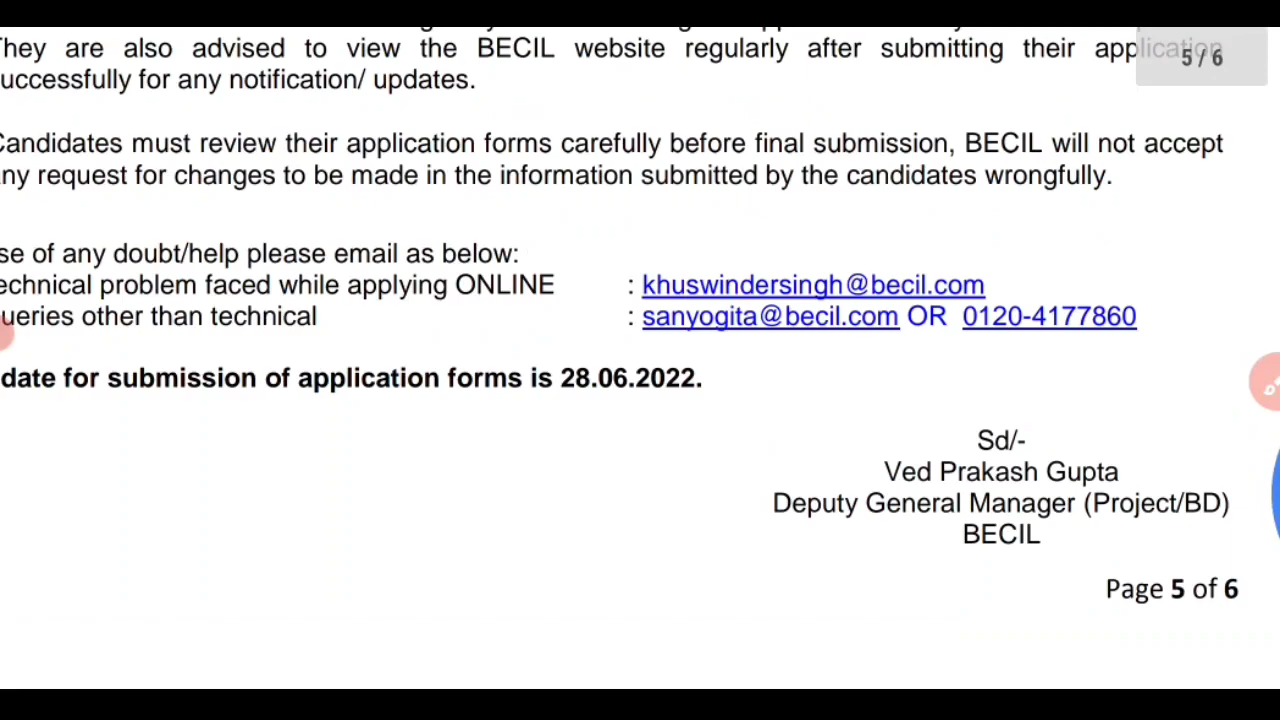 They are also advised to view the BECIL website regularly after submitting their application
5/6
uccessfully for any notification/ updates.
Candidates must review their application forms carefully before final submission, BECIL will not accept
ny request for changes to be made in the information submitted by the candidates wrongfully.
se of any doubt/help please email as below:
echnical problem faced while applying ONLINE : khuswindersingh@becil.com
ueries other than technical : sanyogita@becil.com OR 0120-4177860
date for submission of application forms is 28.06.2022.
Sd/-
Ved Prakash Gupta
Deputy General Manager (Project/BD)
BECIL
Page 5 of 6